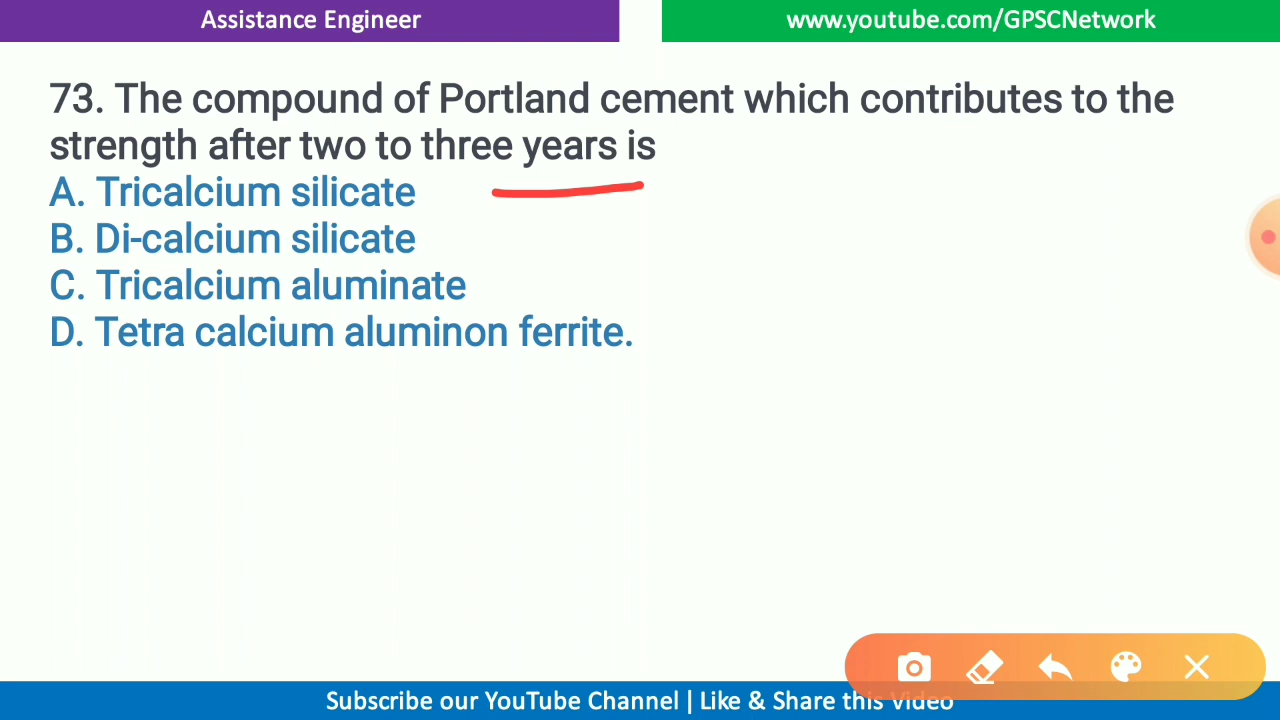 Assistance Engineer
www.youtube.com/GPSCNetwork
73. The compound of Portland cement which contributes to the
strength after two to three years is
A. Tricalcium silicate
B. Di-calcium silicate
C. Tricalcium aluminate
D. Tetra calcium aluminon ferrite.
Subscribe our YouTube Channel | Like & Share this Video